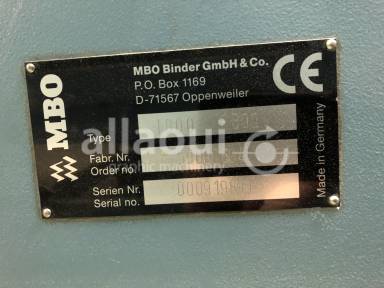 MBO
MBO Binder GmbH & Co.
P.O. Box 1169
D-71567 Oppenweiler
CE
Type
Fabr. Nr.
Order no.
Serien Nr.
Serial no.
Made in Germany
allaoui
graphic machinery